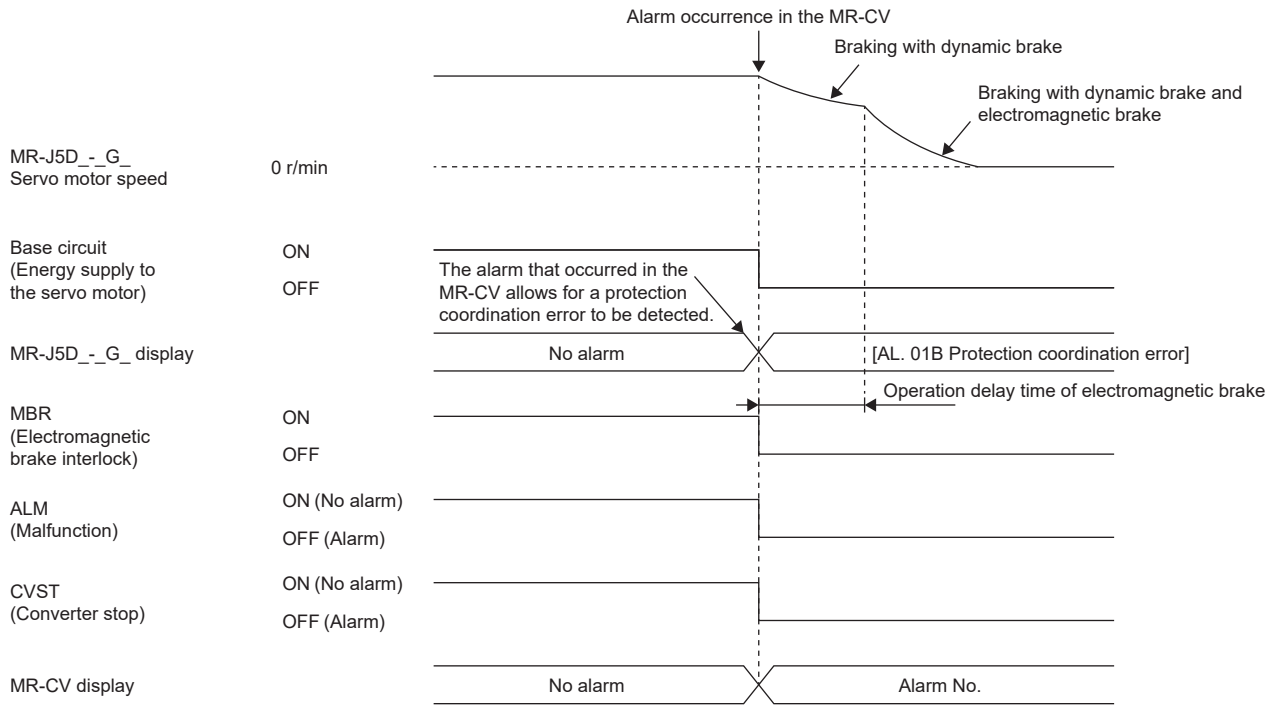 Alarm occurrence in the MR-CV
Braking with dynamic brake
Braking with dynamic brake and
electromagnetic brake
MR-J5D_-_G_
Servo motor speed
0 r/min
Base circuit
(Energy supply to
the servo motor)
ON
OFF
The alarm that occurred in the
MR-CV allows for a protection
coordination error to be detected.
MR-J5D_-_G_ display
No alarm
[AL. 01B Protection coordination error]
Operation delay time of electromagnetic brake
MBR
(Electromagnetic
brake interlock)
ON
OFF
ALM
(Malfunction)
ON (No alarm)
OFF (Alarm)
CVST
(Converter stop)
ON (No alarm)
OFF (Alarm)
MR-CV display
No alarm
Alarm No.